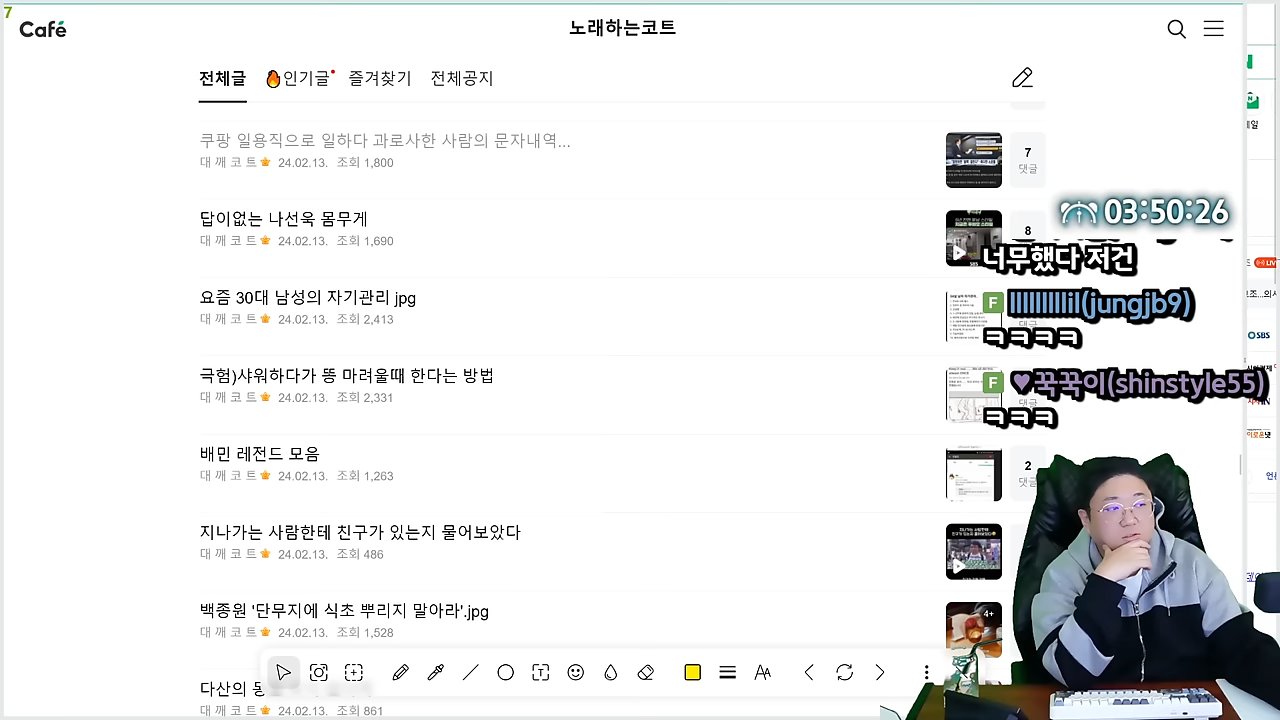 7
Café
노래하는코트
전체글
🔥인기글
즐겨찾기
전체공지
쿠팡 일용직으로 일하다 과로사한 사람의 문자내역...
대 깨 코 트 24.02.13. 조회 1,800
7
댓글
답이없는 나선욱 몸무게
대 깨 코 트 24.02.13. 조회 1,690
8
요즘 30대 남성의 자기관리 jpg
대 깨 코 트 24.02.13. 조회 2,413
댓글
극혐)샤워하다가 똥 마려울때 한다는 방법
대 깨 코 트 24.02.13. 조회 2,331
댓글
배민 레전드 모음
대 깨 코 트 24.02.13. 조회 1,263
2
댓글
지나가는 사람한테 친구가 있는지 물어보았다
대 깨 코 트 24.02.13. 조회 486
백종원 '단무지에 식초 뿌리지 말아라'.jpg
대 깨 코 트 24.02.13. 조회 1,528
4+
다산의
대 깨 코 트 24.02.13. 조회 861
03:50:26
너무했다 저건
F llllllllllil(jungjb9)
ㅋㅋㅋㅋ
F ♥꾹꾹이(shinstyle55)
ㅋㅋㅋ
LIV
SBS